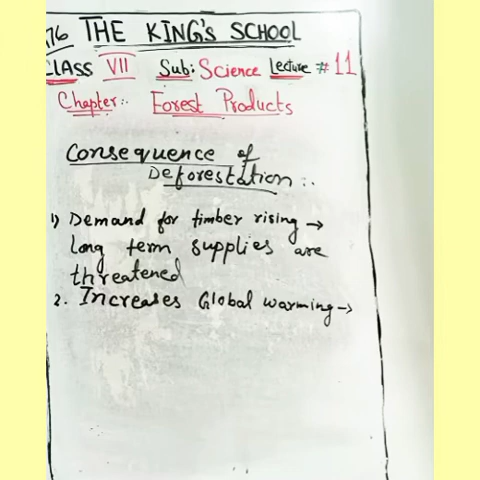 THE KING's SCHOOL
CLASS VII Sub: Science Lecture # 11
Chapter:. Forest Products
Consequence of
Deforestation:.
1) Demand for timber rising →
long term supplies are
threatened
2. Increases Global warming →